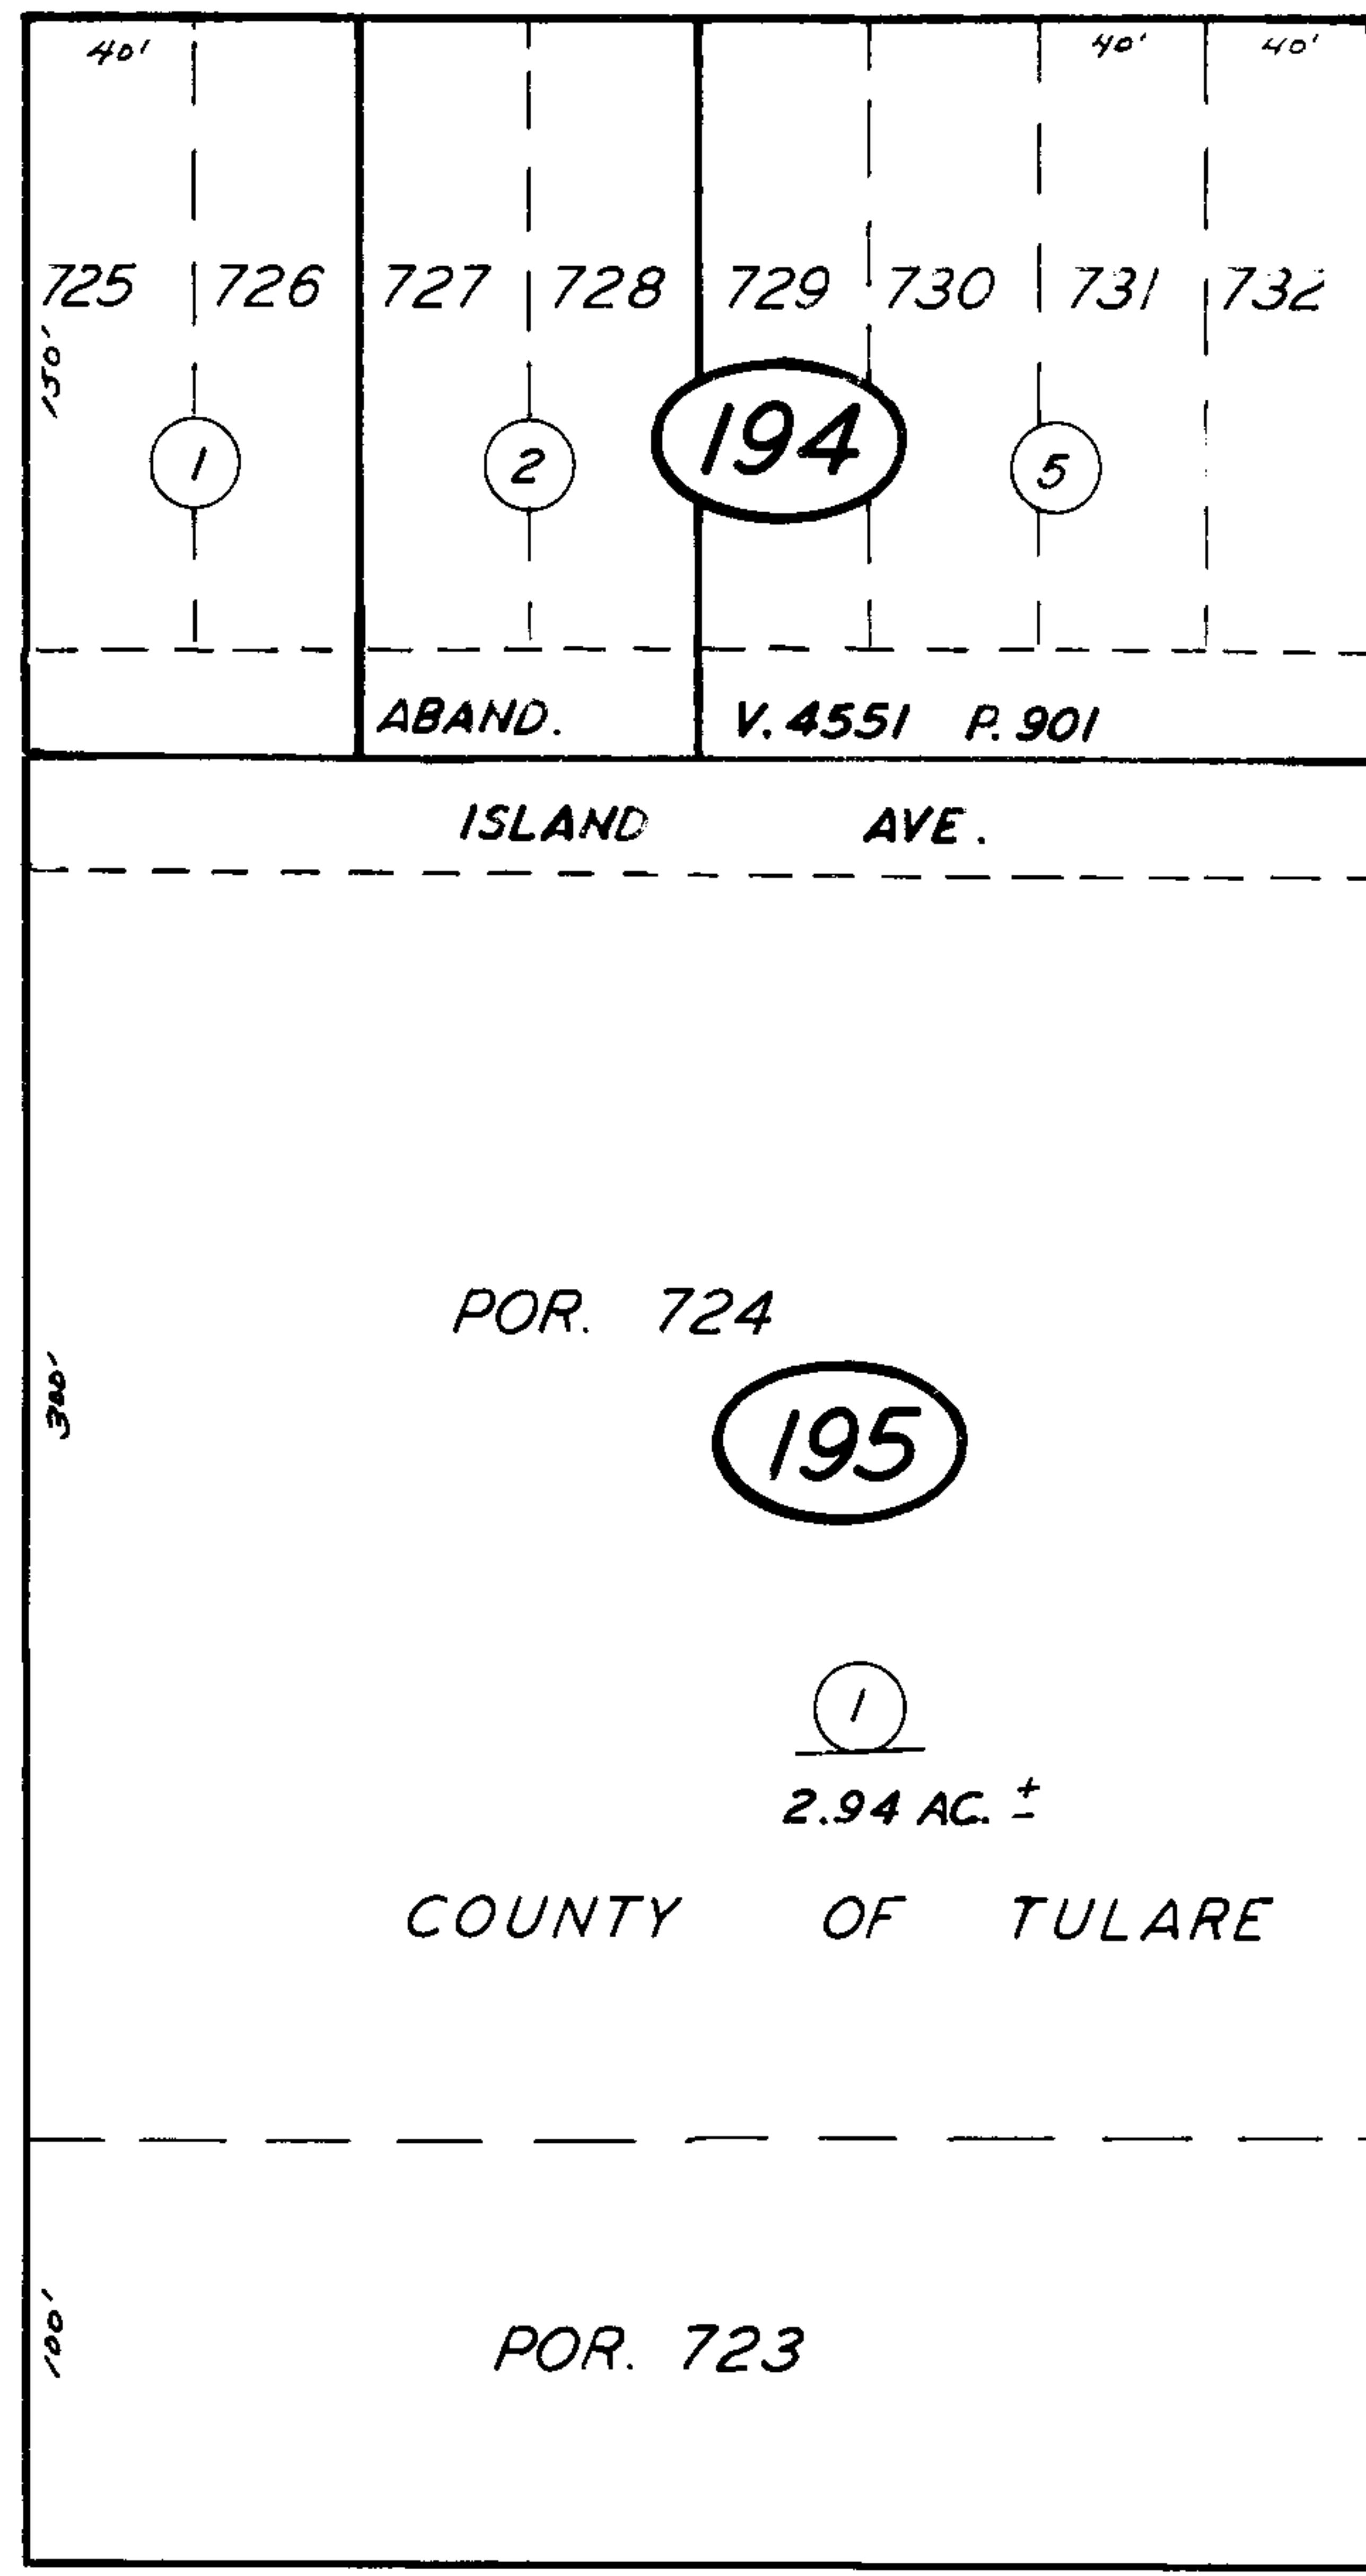 40' 40' 40'
725 726 727 728 729 730 731 732
150'
1 2 194 5
ABAND. V. 4551 P. 901
ISLAND AVE.
POR. 724
300'
195
1
2.94 AC. ±
COUNTY OF TULARE
100'
POR. 723